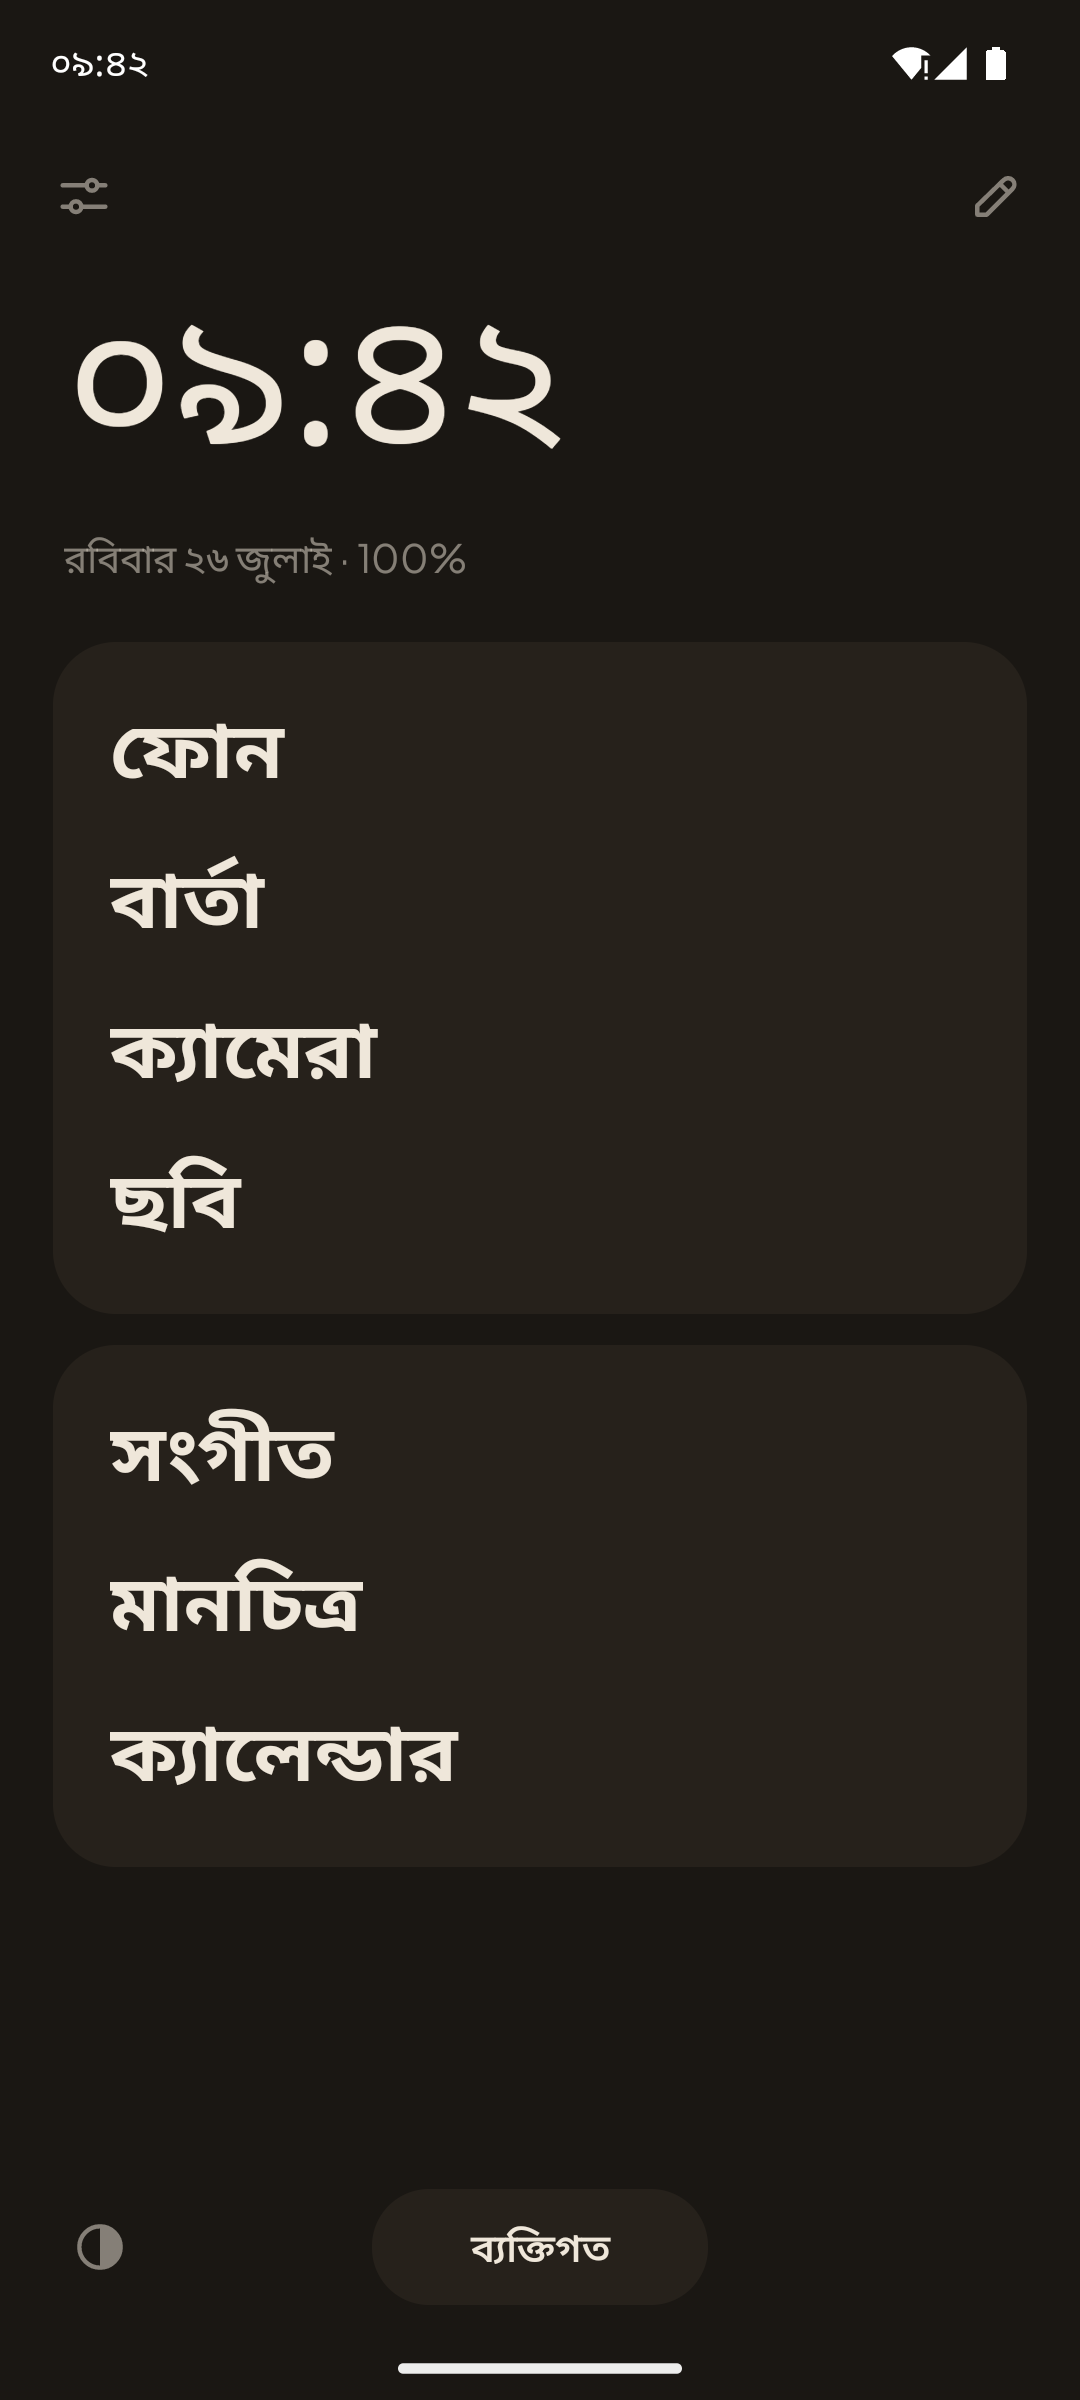 ০৯:৪২
০৯:৪২
রবিবার ২৬ জুলাই · 100%
ফোন
বার্তা
ক্যামেরা
ছবি
সংগীত
মানচিত্র
ক্যালেন্ডার
ব্যক্তিগত